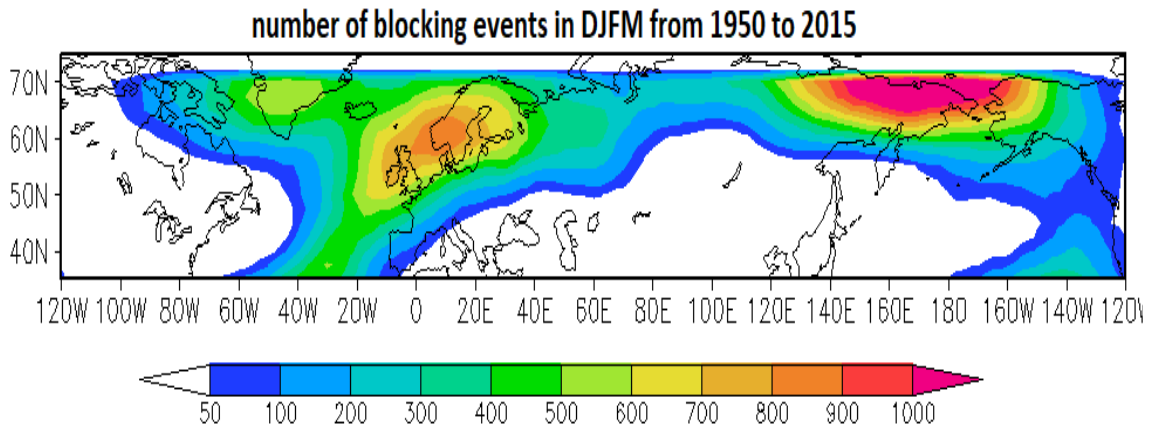 number of blocking events in DJFM from 1950 to 2015
70N
60N
50N
40N
120W 100W 80W 60W 40W 20W 0 20E 40E 60E 80E 100E 120E 140E 160E 180 160W 140W 120W
50 100 200 300 400 500 600 700 800 900 1000